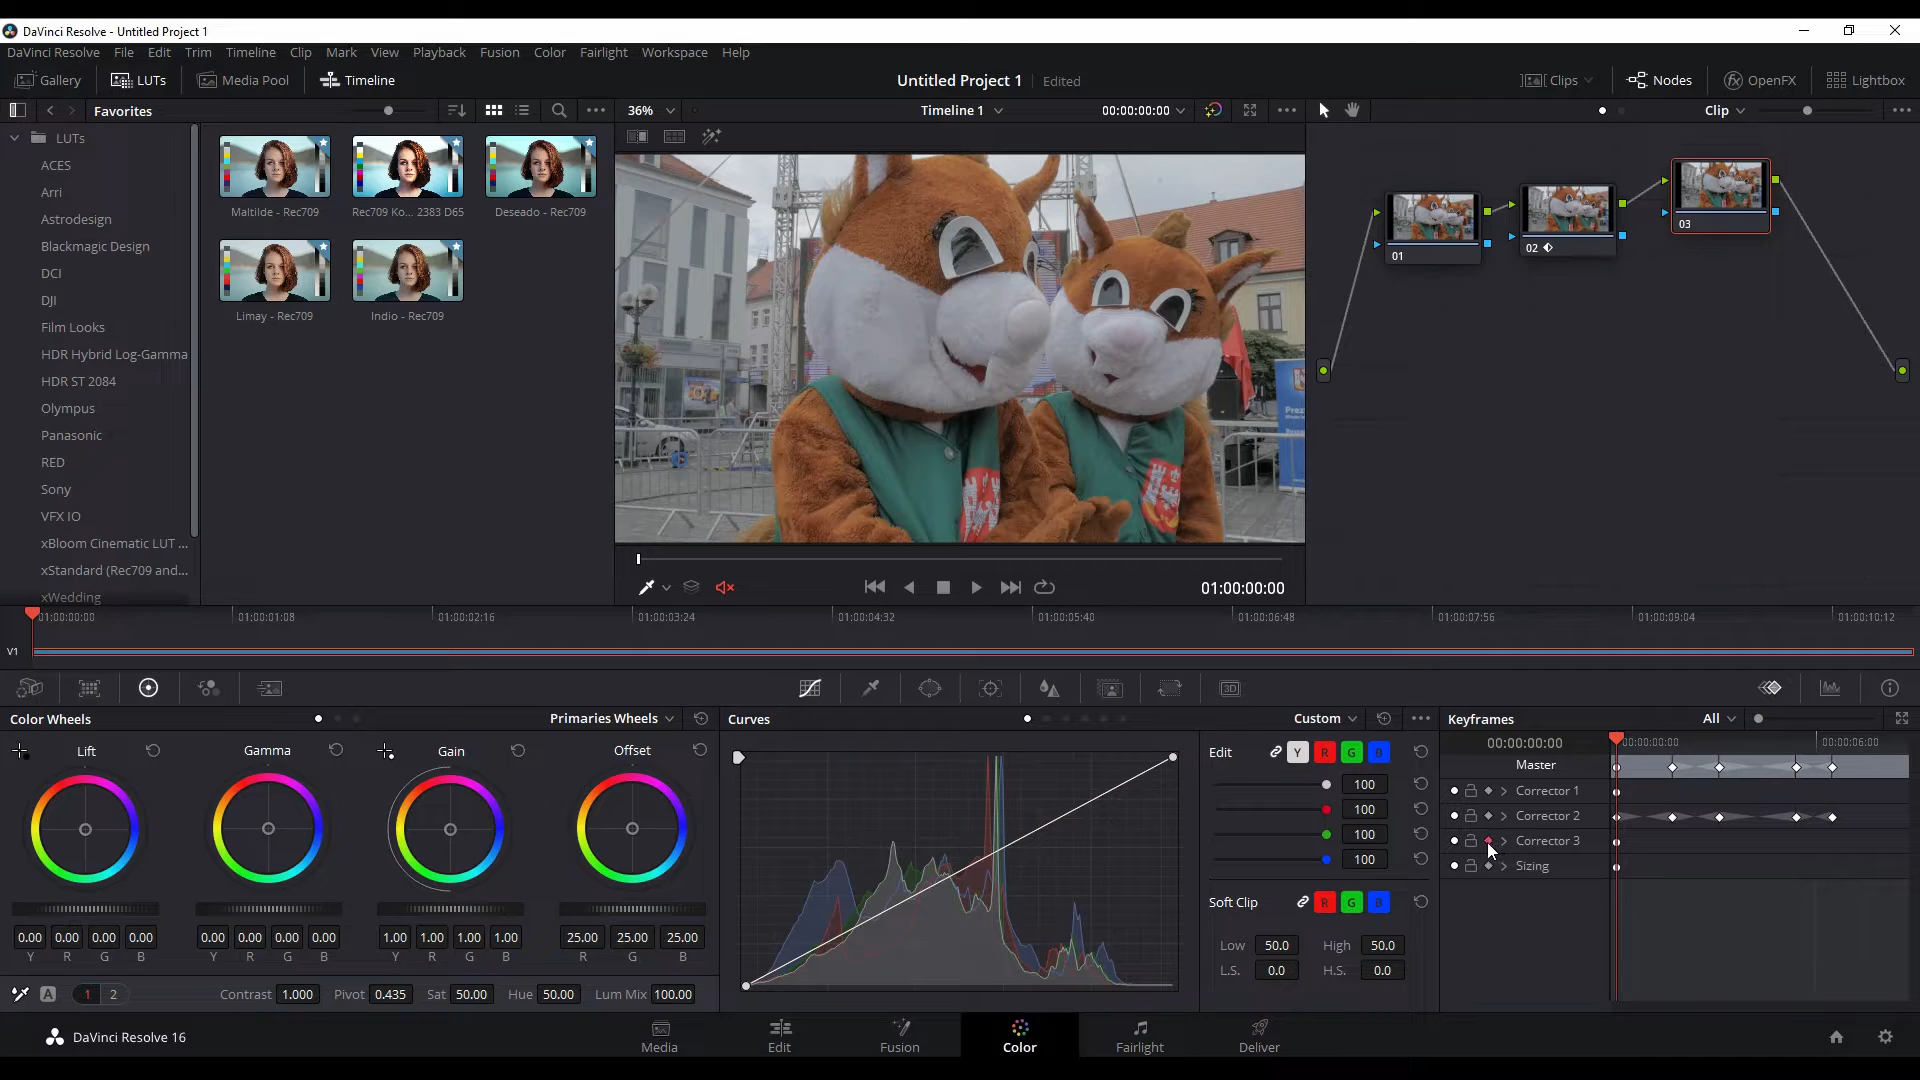 DaVinci Resolve - Untitled Project 1
DaVinci Resolve File Edit Trim Timeline Clip Mark View Playback Fusion Color Fairlight Workspace Help
Gallery LUTs Media Pool Timeline Untitled Project 1 Edited Clips Nodes OpenFX Lightbox
Favorites 36% Timeline 1 00:00:00:00 Clip
LUTs
ACES
Arri
Astrodesign
Blackmagic Design
DCI
DJI
Film Looks
HDR Hybrid Log-Gamma
HDR ST 2084
Olympus
Panasonic
RED
Sony
VFX IO
xBloom Cinematic LUT ...
xStandard (Rec709 and...
xWedding
Maltilde - Rec709 Rec709 Ko... 2383 D65 Deseado - Rec709
Limay - Rec709 Indio - Rec709
01 02 03
01:00:00:00
01:00:00:00 01:00:01:08 01:00:02:16 01:00:03:24 01:00:04:32 01:00:05:40 01:00:06:48 01:00:07:56 01:00:09:04 01:00:10:12
V1
3D
Color Wheels Primaries Wheels Curves Custom Keyframes All
Lift Gamma Gain Offset
0.00 0.00 0.00 0.00 0.00 0.00 0.00 0.00 1.00 1.00 1.00 1.00 25.00 25.00 25.00
Y R G B Y R G B Y R G B R G B
A 1 2 Contrast 1.000 Pivot 0.435 Sat 50.00 Hue 50.00 Lum Mix 100.00
Edit Y R G B
100
100
100
100
Soft Clip R G B
Low 50.0 High 50.0
L.S. 0.0 H.S. 0.0
00:00:00:00 00:00:00:00 00:00:06:00
Master
Corrector 1
Corrector 2
Corrector 3
Sizing
DaVinci Resolve 16
Media Edit Fusion Color Fairlight Deliver